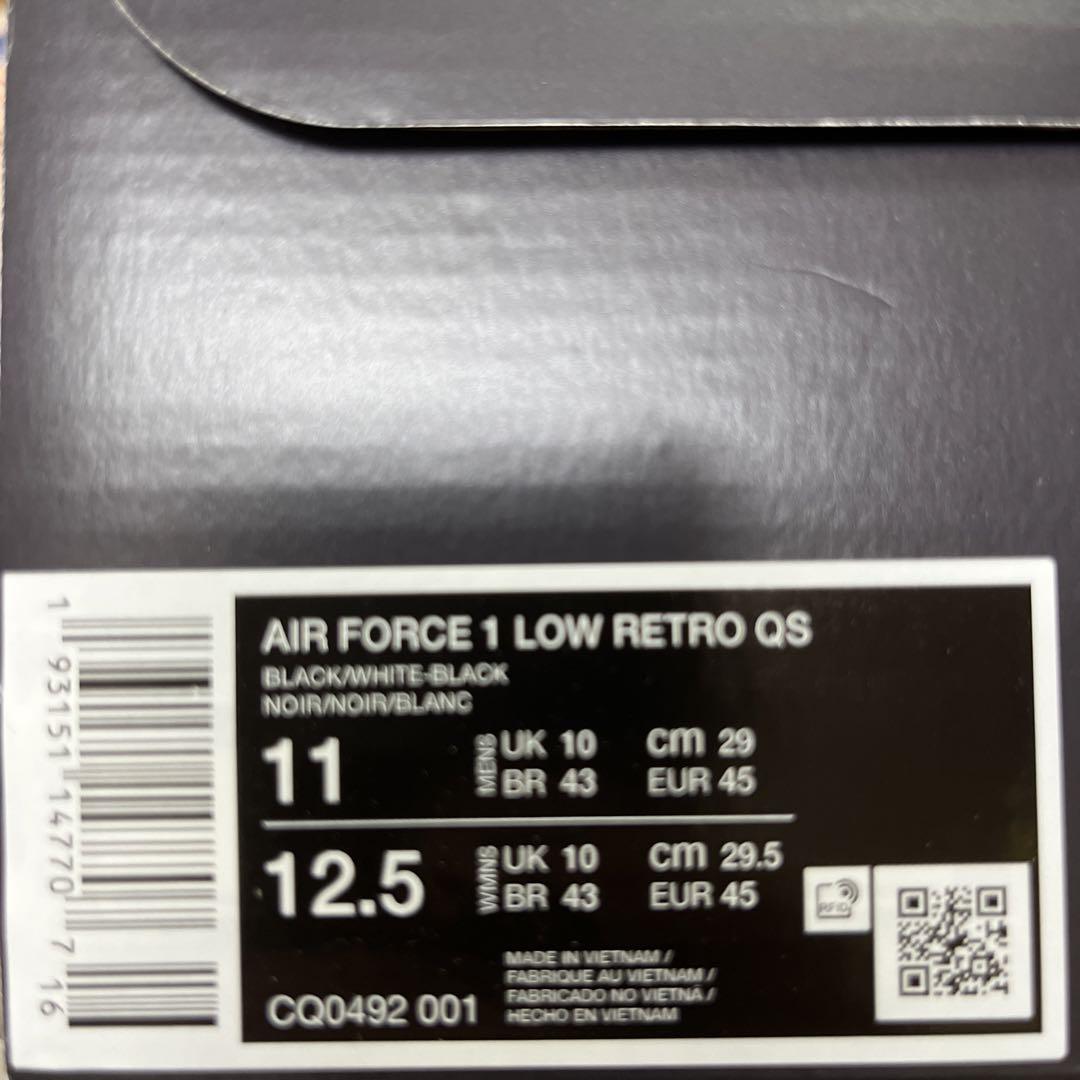 AIR FORCE 1 LOW RETRO QS
BLACK/WHITE-BLACK
NOIR/NOIR/BLANC
11
MENS
UK 10 cm 29
BR 43 EUR 45
12.5
WMNS
UK 10 cm 29.5
BR 43 EUR 45
CQ0492 001
MADE IN VIETNAM /
FABRIQUE AU VIETNAM /
FABRICADO NO VIETNÃ /
HECHO EN VIETNAM
RFID
1 93151 14770 7 16